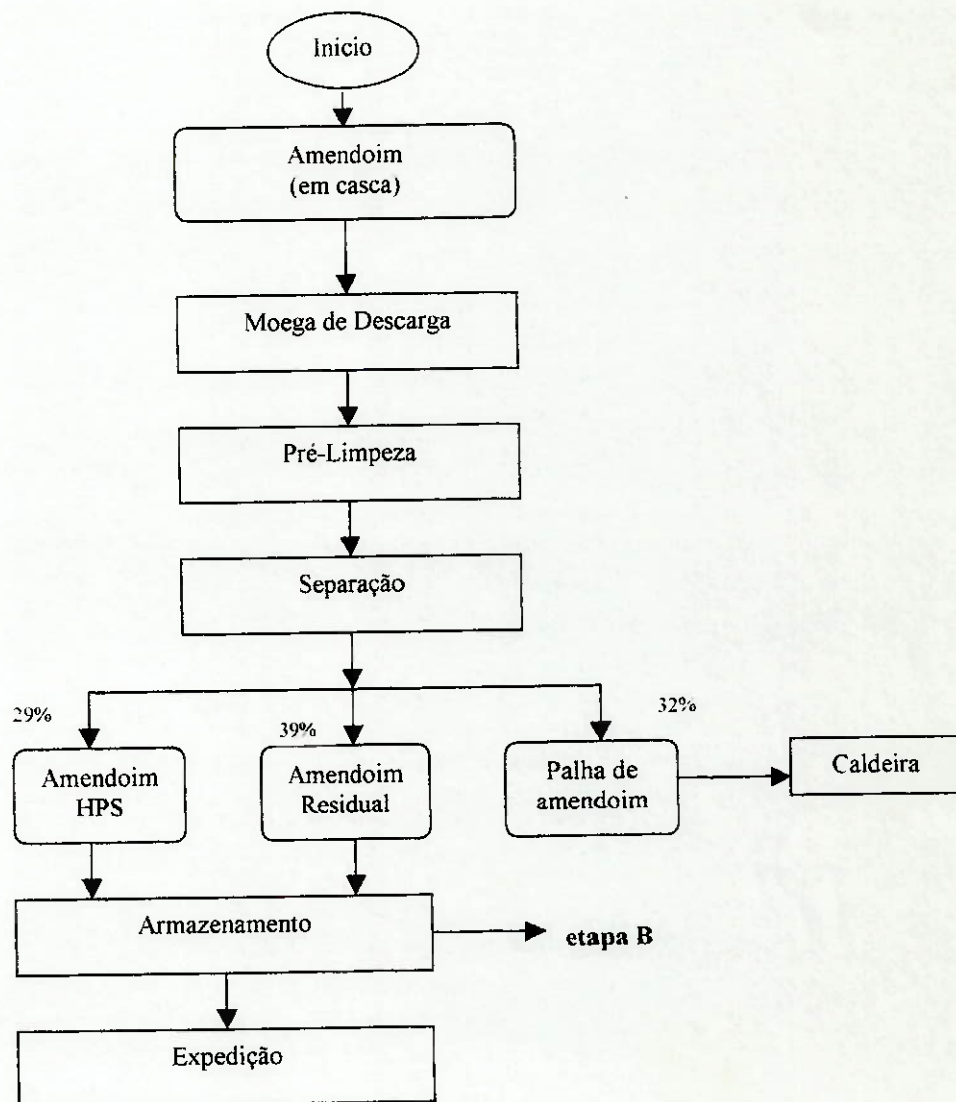 Inicio
Amendoim
(em casca)
Moega de Descarga
Pré-Limpeza
Separação
29%
39%
32%
Amendoim
HPS
Amendoim
Residual
Palha de
amendoim
Caldeira
Armazenamento
etapa B
Expedição